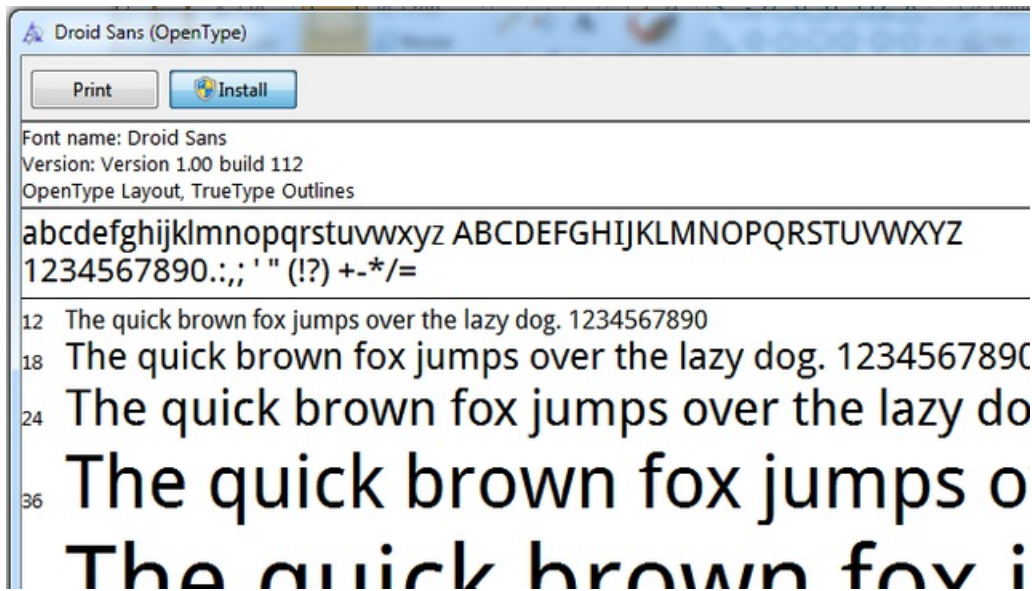 Droid Sans (OpenType)
Print Install
Font name: Droid Sans
Version: Version 1.00 build 112
OpenType Layout, TrueType Outlines
abcdefghijklmnopqrstuvwxyz ABCDEFGHIJKLMNOPQRSTUVWXYZ
1234567890.:,; ' " (!?) +-*/=
12 The quick brown fox jumps over the lazy dog. 1234567890
18 The quick brown fox jumps over the lazy dog. 1234567890
24 The quick brown fox jumps over the lazy do
36 The quick brown fox jumps o
The quick brown fox j